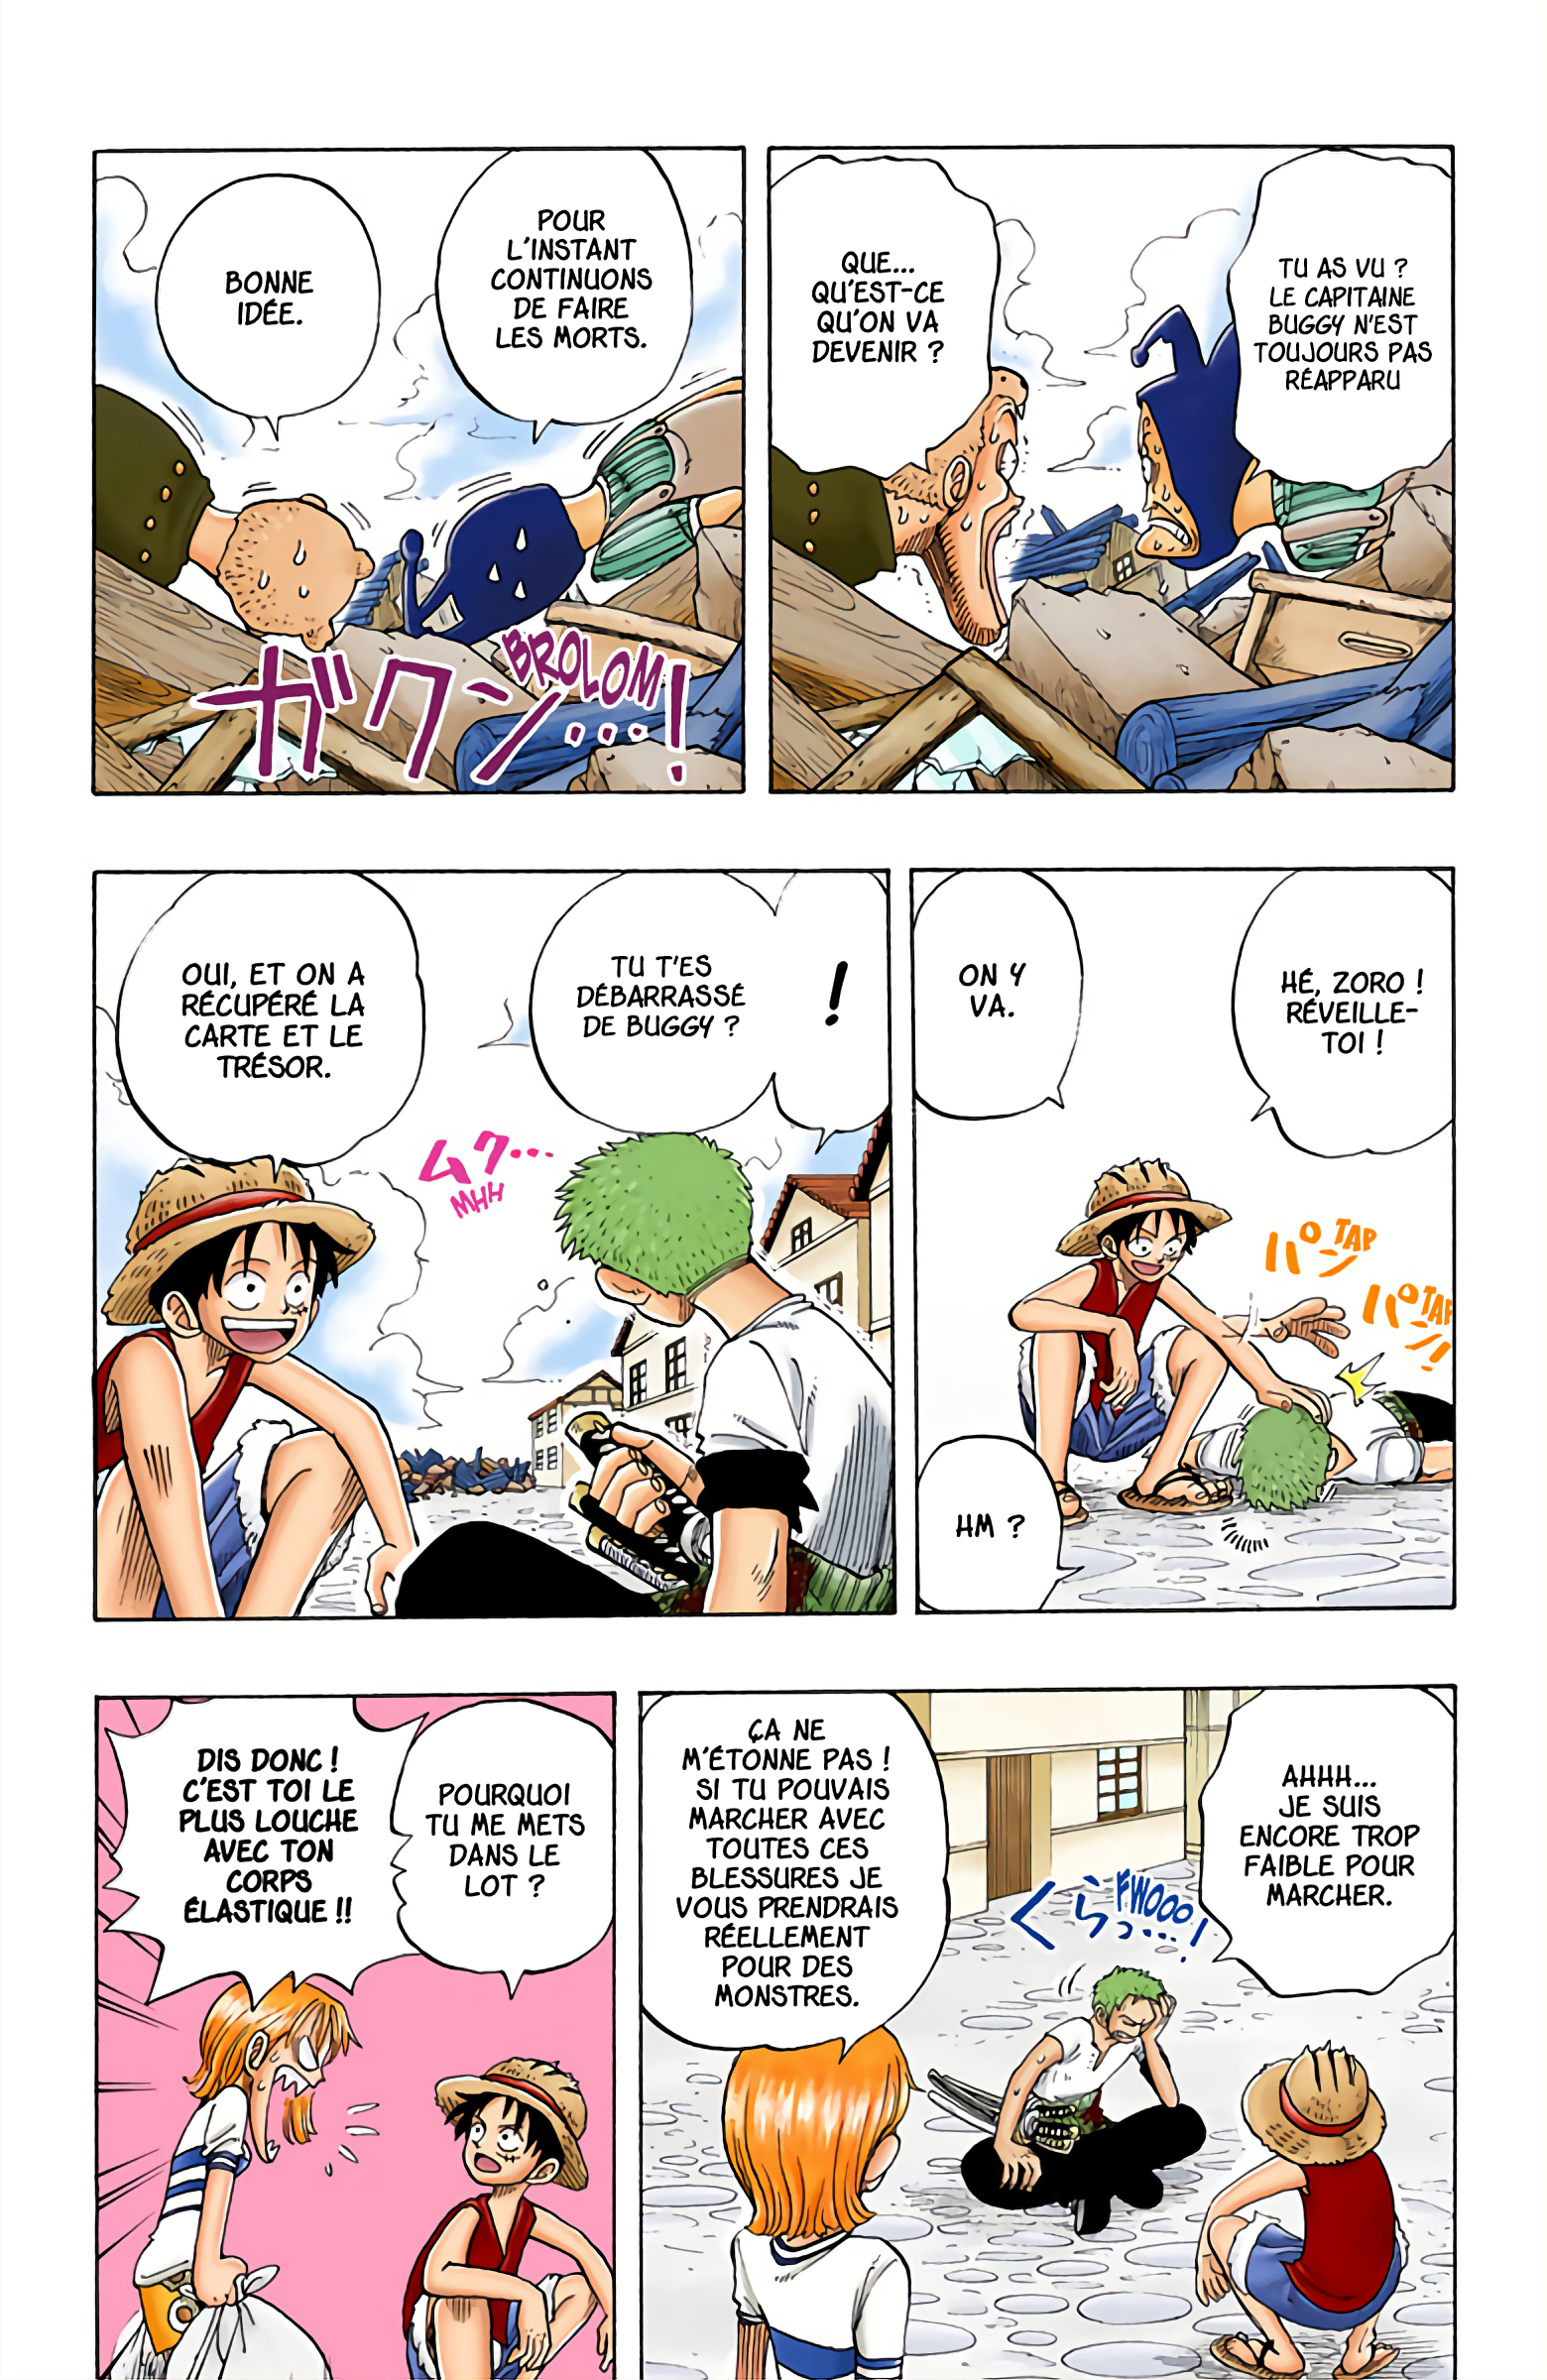 TU AS VU ?
LE CAPITAINE
BUGGY N'EST
TOUJOURS PAS
RÉAPPARU
QUE...
QU'EST-CE
QU'ON VA
DEVENIR ?
POUR
L'INSTANT
CONTINUONS
DE FAIRE
LES MORTS.
BONNE
IDÉE.
BROLOM
ガクン...!
HÉ, ZORO !
RÉVEILLE-
TOI !
ON Y
VA.
パン TAP
パン! TAP
HM ?
!
TU T'ES
DÉBARRASSÉ
DE BUGGY ?
OUI, ET ON A
RÉCUPÉRÉ LA
CARTE ET LE
TRÉSOR.
ムク...
MHH
AHHH...
JE SUIS
ENCORE TROP
FAIBLE POUR
MARCHER.
FWOOO
くらっ...!
ÇA NE
M'ÉTONNE PAS !
SI TU POUVAIS
MARCHER AVEC
TOUTES CES
BLESSURES JE
VOUS PRENDRAIS
RÉELLEMENT
POUR DES
MONSTRES.
POURQUOI
TU ME METS
DANS LE
LOT ?
DIS DONC !
C'EST TOI LE
PLUS LOUCHE
AVEC TON
CORPS
ÉLASTIQUE !!